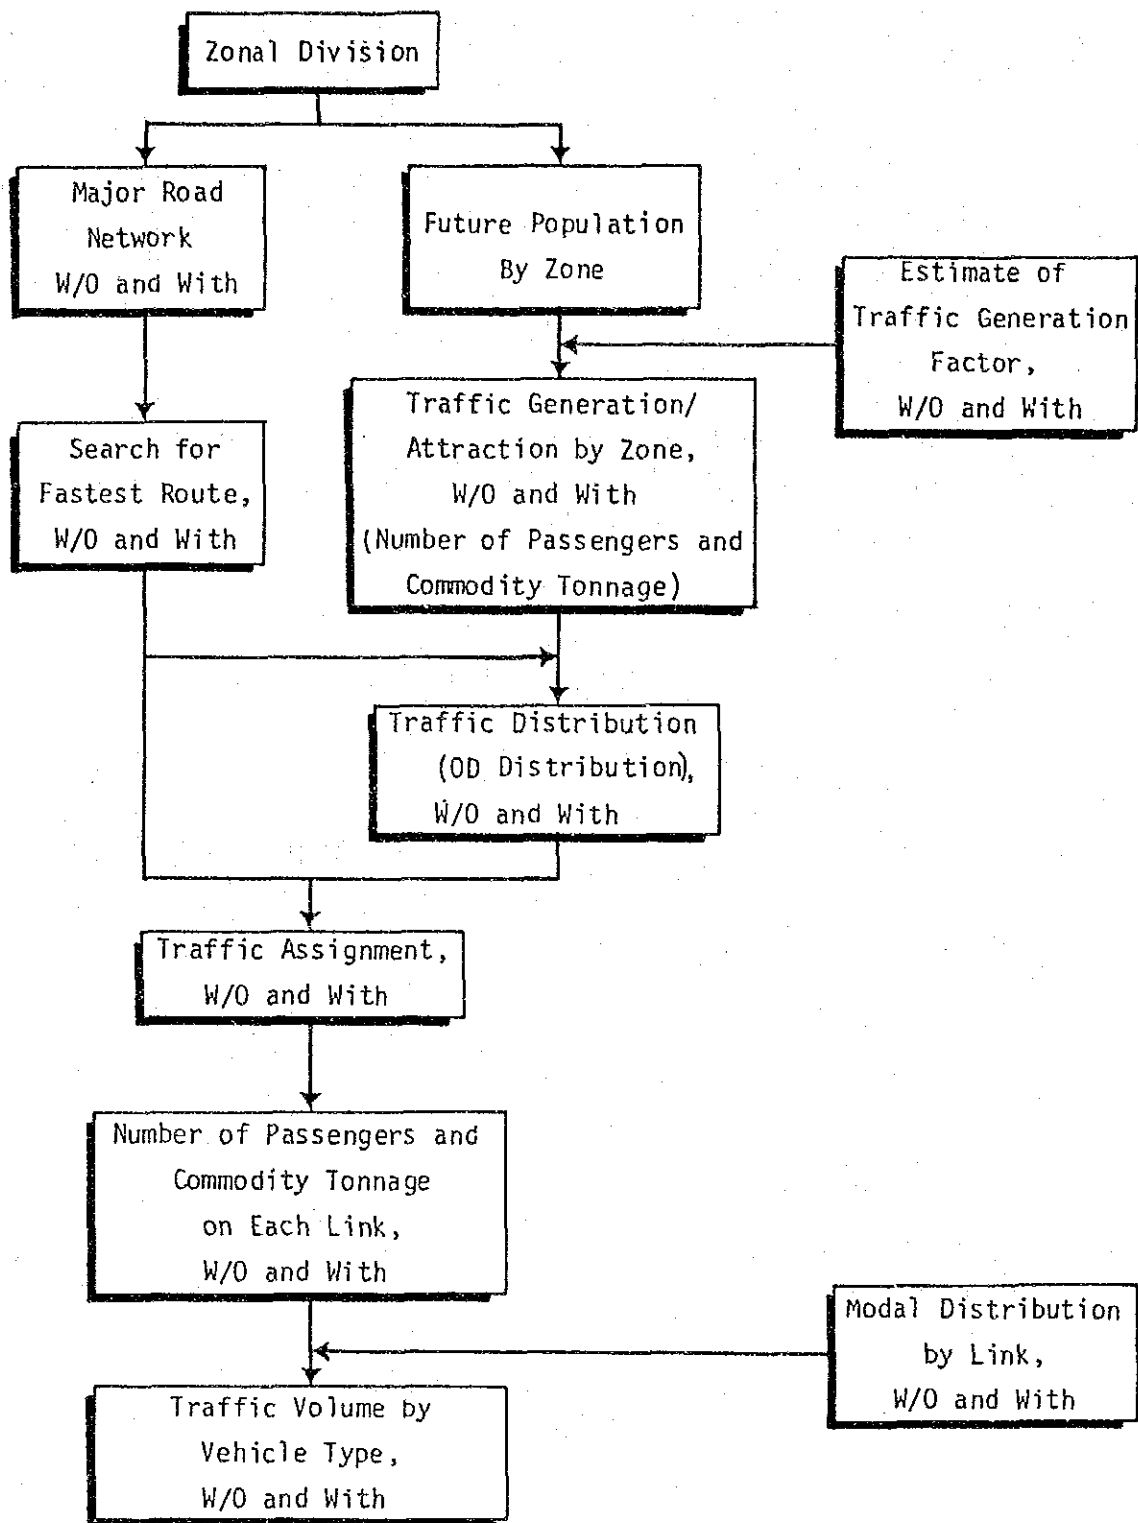 Zonal Division
Major Road
Network
W/O and With
Future Population
By Zone
Estimate of
Traffic Generation
Factor,
W/O and With
Search for
Fastest Route,
W/O and With
Traffic Generation/
Attraction by Zone,
W/O and With
(Number of Passengers and
Commodity Tonnage)
Traffic Distribution
(OD Distribution),
W/O and With
Traffic Assignment,
W/O and With
Number of Passengers and
Commodity Tonnage
on Each Link,
W/O and With
Modal Distribution
by Link,
W/O and With
Traffic Volume by
Vehicle Type,
W/O and With